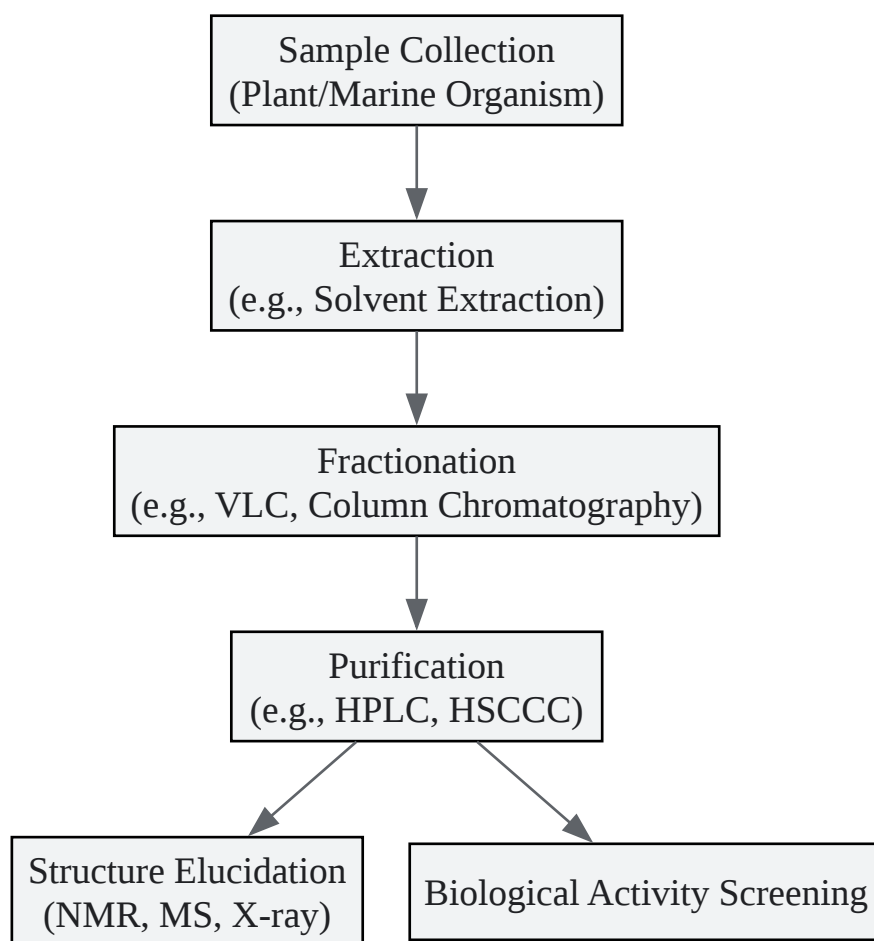 Sample Collection
(Plant/Marine Organism)
Extraction
(e.g., Solvent Extraction)
Fractionation
(e.g., VLC, Column Chromatography)
Purification
(e.g., HPLC, HSCCC)
Structure Elucidation
(NMR, MS, X-ray)
Biological Activity Screening